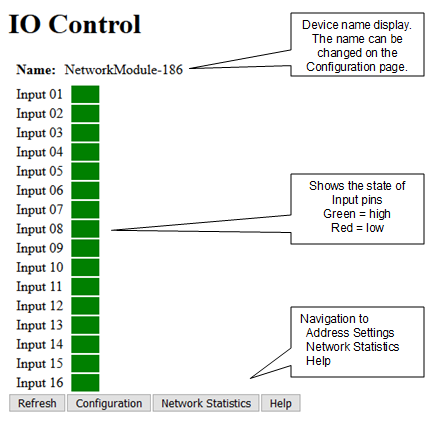 IO Control
Name: NetworkModule-186
Input 01
Input 02
Input 03
Input 04
Input 05
Input 06
Input 07
Input 08
Input 09
Input 10
Input 11
Input 12
Input 13
Input 14
Input 15
Input 16
Refresh Configuration Network Statistics Help
Device name display.
The name can be
changed on the
Configuration page.
Shows the state of
Input pins
Green = high
Red = low
Navigation to
Address Settings
Network Statistics
Help